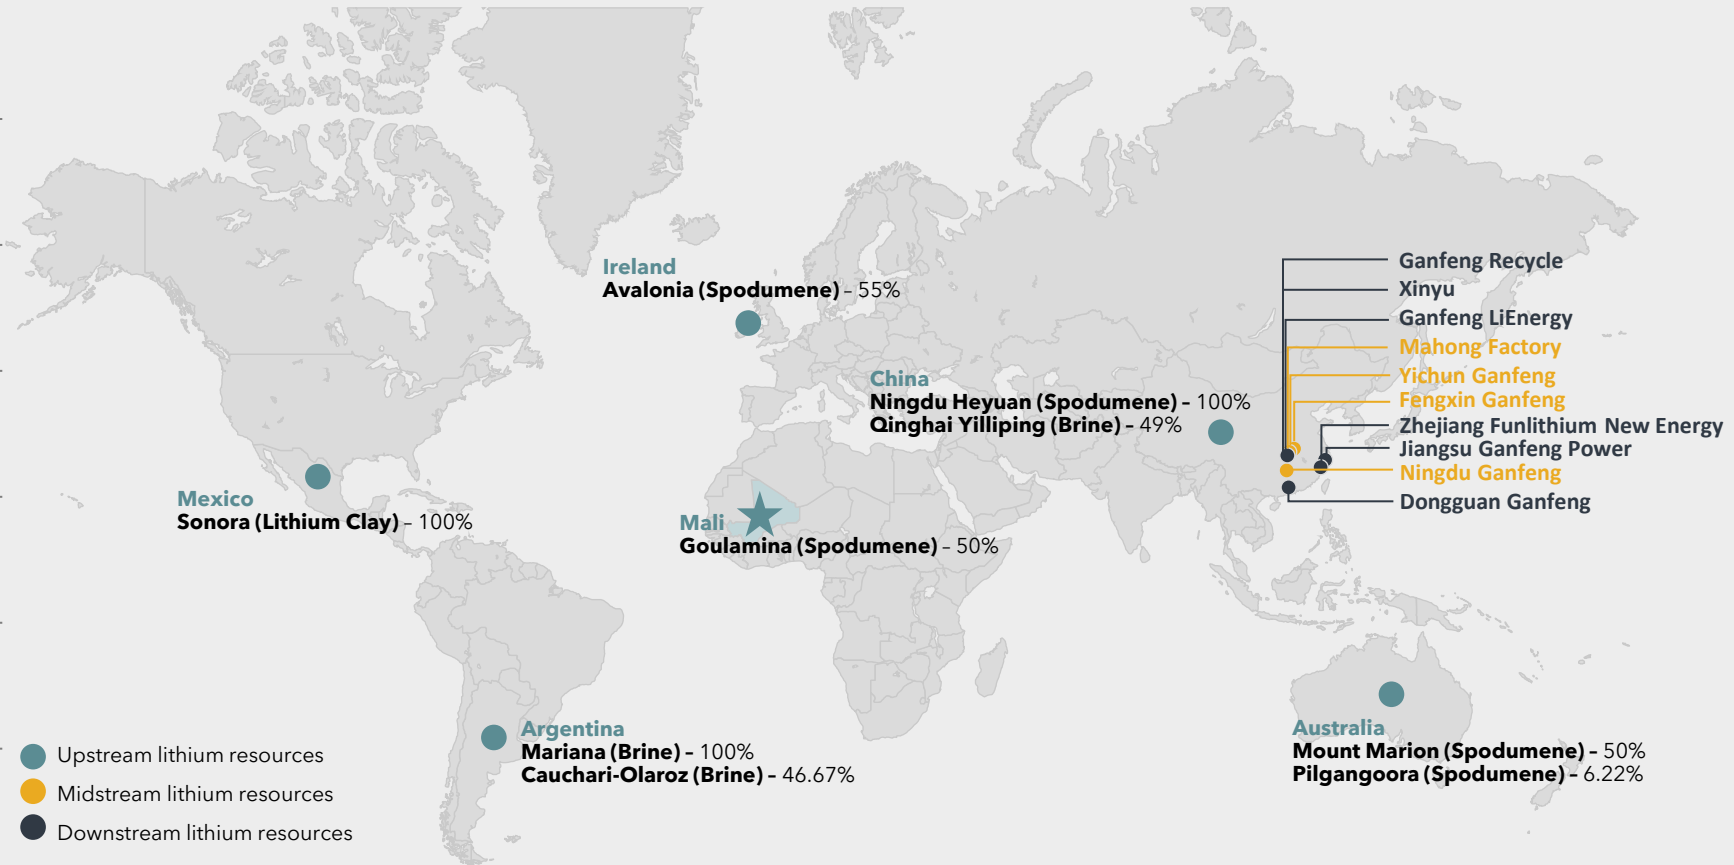 Ireland
Avalonia (Spodumene) – 55%
China
Ningdu Heyuan (Spodumene) – 100%
Qinghai Yilliping (Brine) – 49%
Ganfeng Recycle
Xinyu
Ganfeng LiEnergy
Mahong Factory
Yichun Ganfeng
Fengxin Ganfeng
Zhejiang Funlithium New Energy
Jiangsu Ganfeng Power
Ningdu Ganfeng
Dongguan Ganfeng
Mexico
Sonora (Lithium Clay) – 100%
Mali
Goulamina (Spodumene) – 50%
Argentina
Mariana (Brine) – 100%
Cauchari-Olaroz (Brine) – 46.67%
Australia
Mount Marion (Spodumene) – 50%
Pilgangoora (Spodumene) – 6.22%
Upstream lithium resources
Midstream lithium resources
Downstream lithium resources